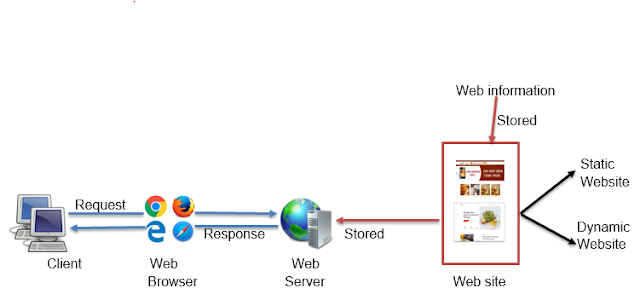 Web information
Stored
Static
Website
Request
Response
Stored
Dynamic
Website
Client
Web
Browser
Web
Server
Web site